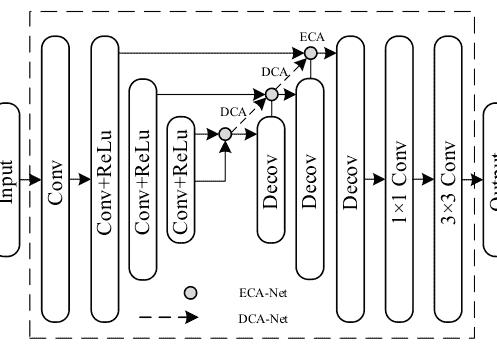 ECA
DCA
DCA
Input
Conv
Conv+ReLu
Conv+ReLu
Conv+ReLu
Decov
Decov
Decov
1×1 Conv
3×3 Conv
Output
ECA-Net
DCA-Net